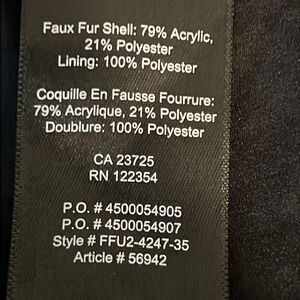 Faux Fur Shell: 79% Acrylic,
21% Polyester
Lining: 100% Polyester
Coquille En Fausse Fourrure:
79% Acrylique, 21% Polyester
Doublure: 100% Polyester
CA 23725
RN 122354
P.O. # 4500054905
P.O. # 4500054907
Style # FFU2-4247-35
Article # 56942